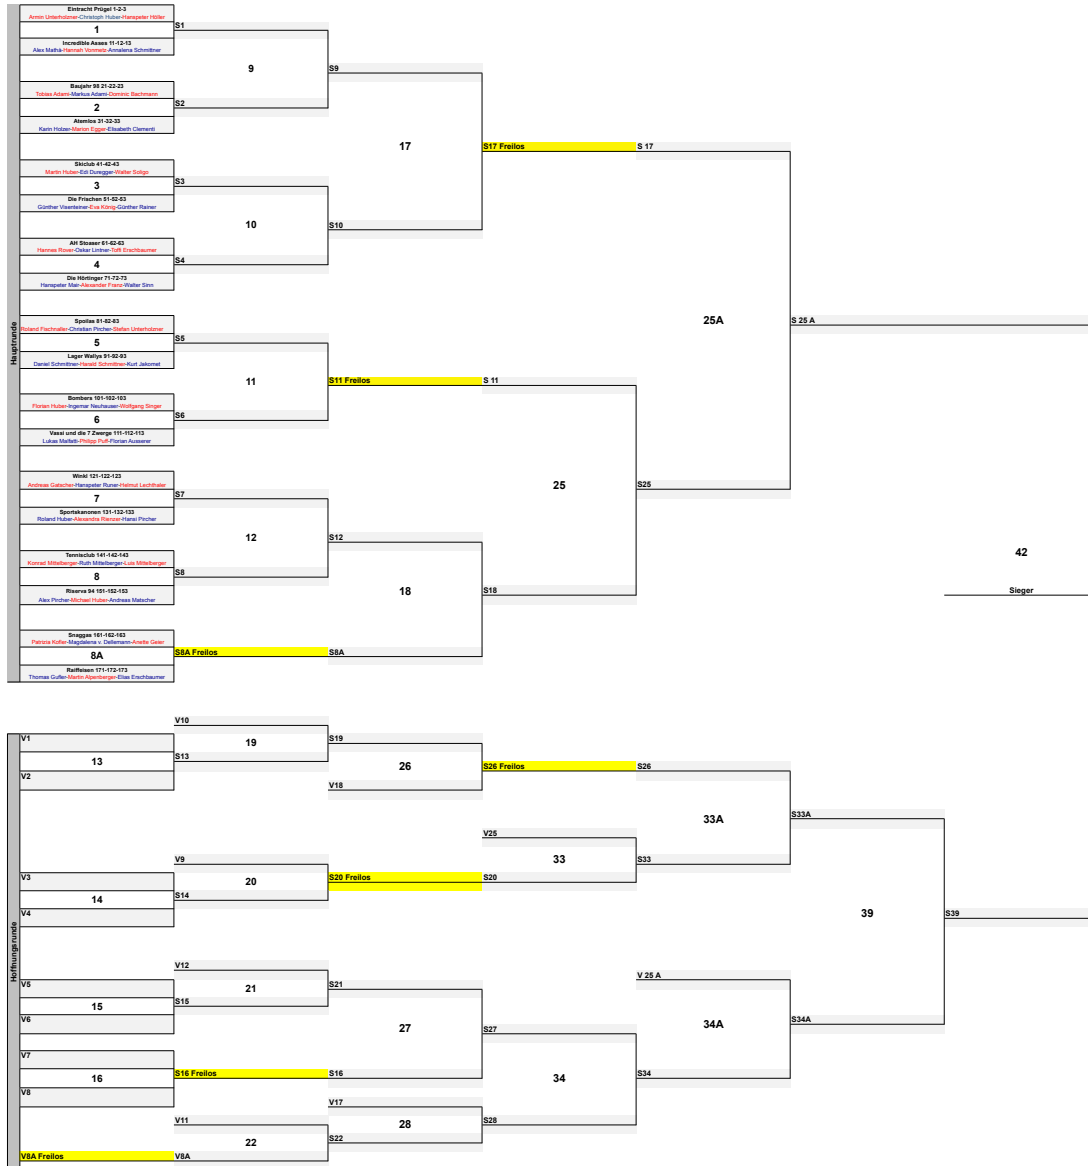 Hauptrunde
Eintracht Prügel 1-2-3
Armin Unterholzner-Christoph Huber-Hanspeter Höller
1
S1
Incredible Asses 11-12-13
Alex Mathà-Hannah Vonmetz-Annalena Schmittner
9
S9
Baujahr 98 21-22-23
Tobias Adami-Markus Adami-Dominic Bachmann
2
S2
Atemlos 31-32-33
Karin Holzer-Marion Egger-Elisabeth Clementi
17
S17 Freilos
S 17
Skiclub 41-42-43
Martin Huber-Edi Duregger-Walter Soligo
3
S3
Die Frischen 51-52-53
Günther Visenteiner-Eva König-Günther Rainer
10
S10
AH Stoaser 61-62-63
Hannes Rover-Oskar Lintner-Toffi Erschbaumer
4
S4
Die Hörtinger 71-72-73
Hanspeter Mair-Alexander Franz-Walter Sinn
25A
S 25 A
Spoilas 81-82-83
Roland Fischnaller-Christian Pircher-Stefan Unterholzner
5
S5
Lager Wallys 91-92-93
Daniel Schmittner-Harald Schmittner-Kurt Jakomet
11
S11 Freilos
S 11
Bombers 101-102-103
Florian Huber-Ingemar Neuhauser-Wolfgang Singer
6
S6
Vassi und die 7 Zwerge 111-112-113
Lukas Malfatti-Philipp Puff-Florian Ausserer
25
S25
Winkl 121-122-123
Andreas Gatscher-Hanspeter Runer-Helmut Lechthaler
7
S7
Sportskanonen 131-132-133
Roland Huber-Alexandra Rienzer-Hansi Pircher
12
S12
Tennisclub 141-142-143
Konrad Mittelberger-Ruth Mittelberger-Luis Mittelberger
8
S8
Riserva 94 151-152-153
Alex Pircher-Michael Huber-Andreas Matscher
18
S18
42
Sieger
Snaggas 161-162-163
Patrizia Kofler-Magdalena v. Dellemann-Anette Geier
8A
S8A Freilos
S8A
Raiffeisen 171-172-173
Thomas Gufler-Martin Alpenberger-Elias Erschbaumer
Hoffnungsrunde
V10
V1
13
V2
19
S13
S19
26
V18
S26 Freilos
S26
33A
S33A
V25
33
S33
V9
V3
14
V4
20
S14
S20 Freilos
S20
39
S39
V12
V5
15
V6
21
S15
S21
27
S27
V 25 A
34A
S34A
V7
16
V8
S16 Freilos
S16
34
S34
V17
28
S28
V11
22
S22
V8A Freilos
V8A